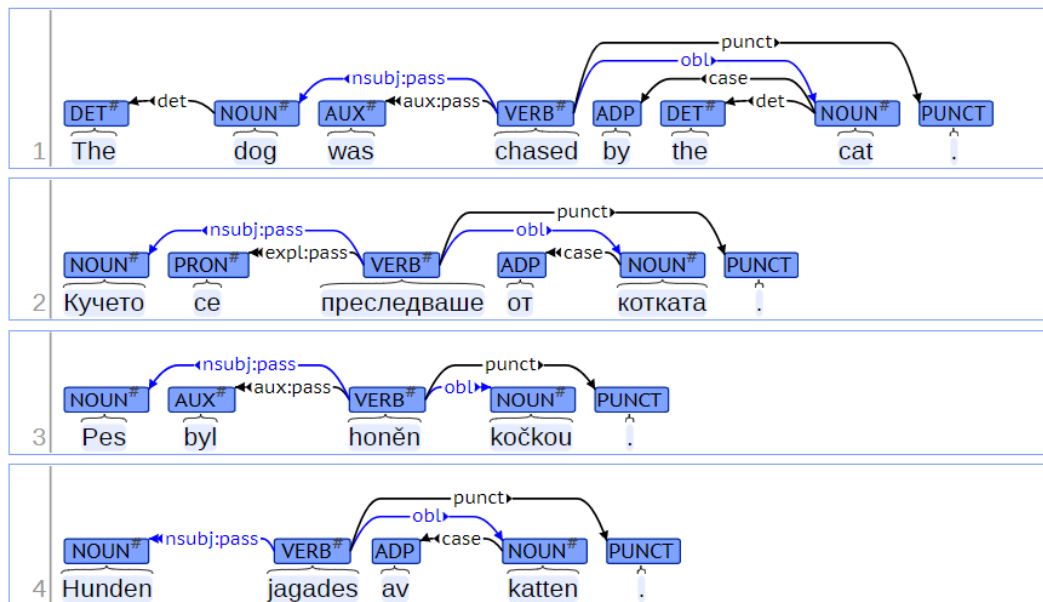 punct
obl
nsubj:pass case
det aux:pass det
DET# NOUN# AUX# VERB# ADP DET# NOUN# PUNCT
1 The dog was chased by the cat .
punct
nsubj:pass obl
expl:pass case
NOUN# PRON# VERB# ADP NOUN# PUNCT
2 Кучето се преследваше от котката .
nsubj:pass punct
aux:pass obl
NOUN# AUX# VERB# NOUN# PUNCT
3 Pes byl honěn kočkou .
punct
obl
nsubj:pass case
NOUN# VERB# ADP NOUN# PUNCT
4 Hunden jagades av katten .